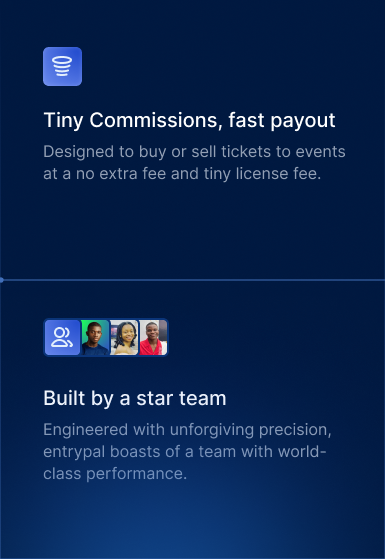 Tiny Commissions, fast payout
Designed to buy or sell tickets to events
at a no extra fee and tiny license fee.
Built by a star team
Engineered with unforgiving precision,
entrypal boasts of a team with world-
class performance.